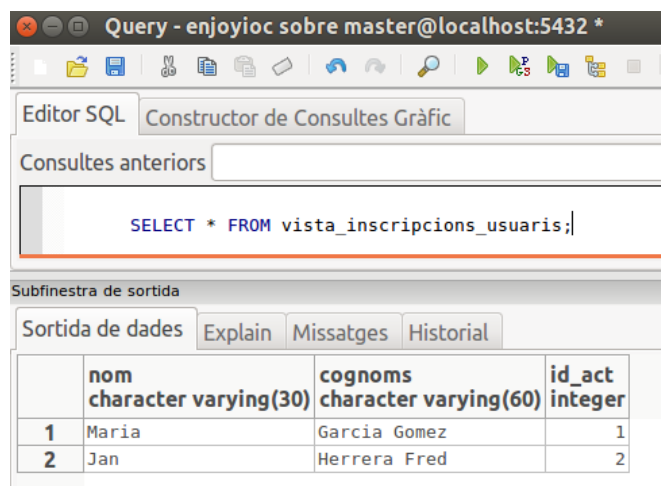 Query - enjoyioc sobre master@localhost:5432 *
Editor SQL Constructor de Consultes Gràfic
Consultes anteriors
SELECT * FROM vista_inscripcions_usuaris;
Subfinestra de sortida
Sortida de dades Explain Missatges Historial
nom cognoms id_act
character varying(30) character varying(60) integer
1 Maria Garcia Gomez 1
2 Jan Herrera Fred 2